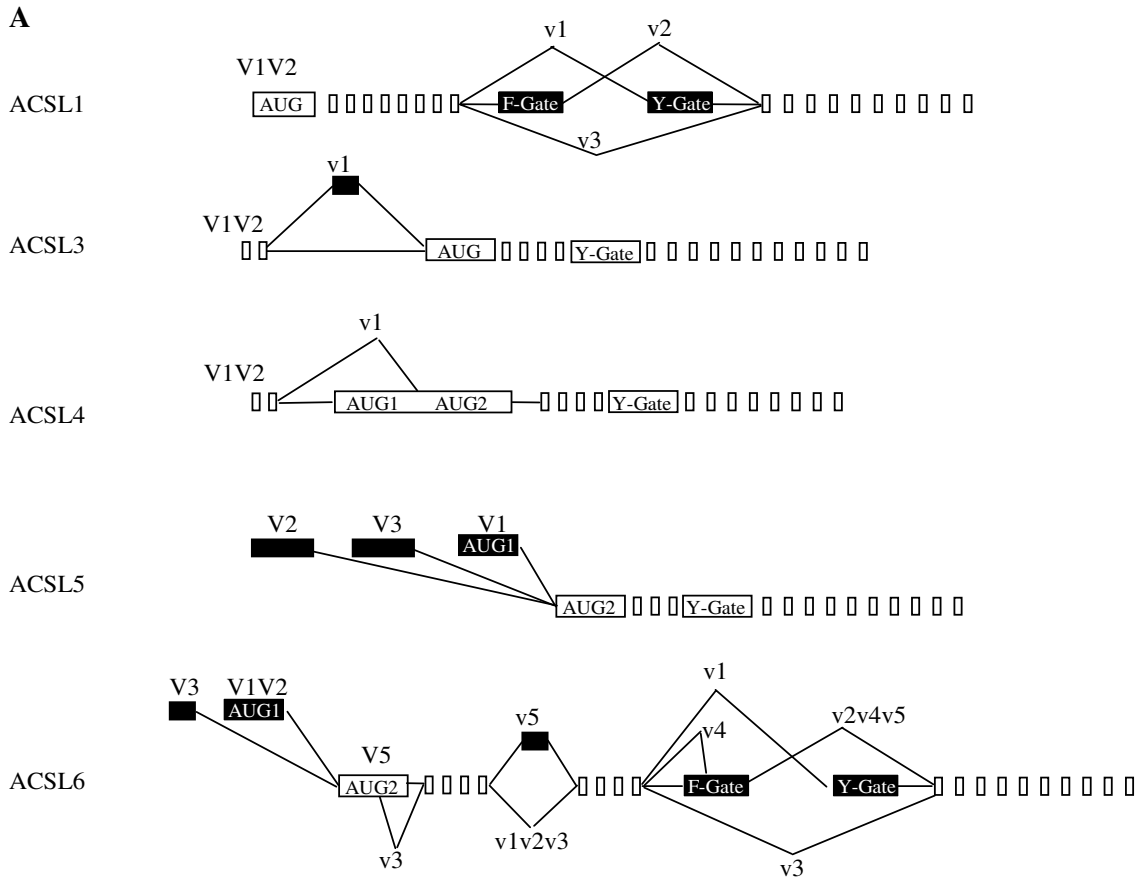 A
v1 v2
V1V2
ACSL1 AUG F-Gate Y-Gate
v3
v1
V1V2
ACSL3 AUG Y-Gate
v1
V1V2
ACSL4 AUG1 AUG2 Y-Gate
V2 V3 V1
AUG1
ACSL5 AUG2 Y-Gate
v1
V3 V1V2 v5 v4 v2v4v5
AUG1
V5
ACSL6 AUG2 F-Gate Y-Gate
v3 v1v2v3 v3